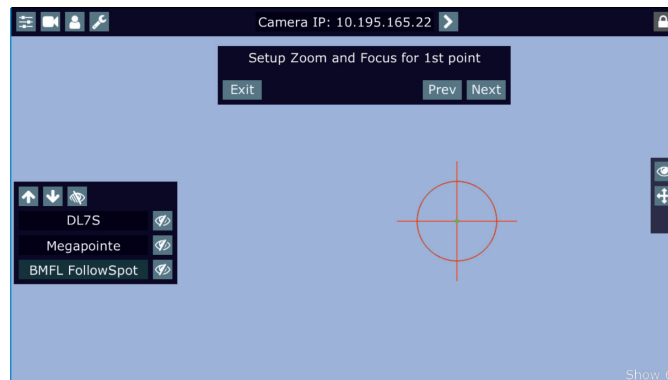 Camera IP: 10.195.165.22
Setup Zoom and Focus for 1st point
Exit Prev Next
DL7S
Megapointe
BMFL FollowSpot
Show